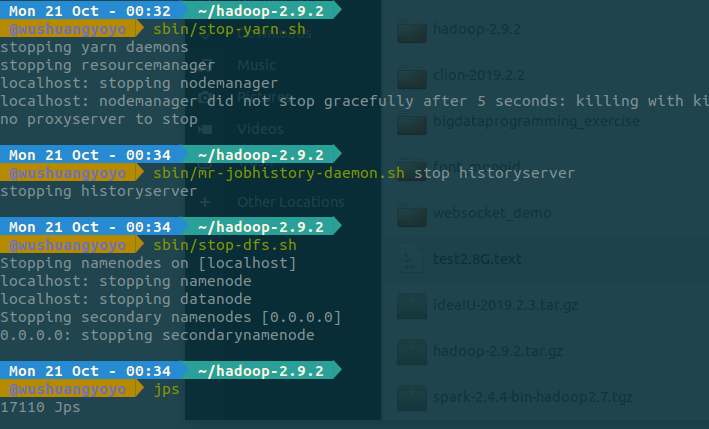 Mon 21 Oct - 00:32 ~/hadoop-2.9.2
@wushuangyoyo sbin/stop-yarn.sh
stopping yarn daemons
stopping resourcemanager
localhost: stopping nodemanager
localhost: nodemanager did not stop gracefully after 5 seconds: killing with ki
no proxyserver to stop
Mon 21 Oct - 00:34 ~/hadoop-2.9.2
@wushuangyoyo sbin/mr-jobhistory-daemon.sh stop historyserver
stopping historyserver
Mon 21 Oct - 00:34 ~/hadoop-2.9.2
@wushuangyoyo sbin/stop-dfs.sh
Stopping namenodes on [localhost]
localhost: stopping namenode
localhost: stopping datanode
Stopping secondary namenodes [0.0.0.0]
0.0.0.0: stopping secondarynamenode
Mon 21 Oct - 00:34 ~/hadoop-2.9.2
@wushuangyoyo jps
17110 Jps
Downloads
Music
Pictures
Videos
Other Locations
hadoop-2.9.2
clion-2019.2.2
bigdataprogramming_exercise
websocket_demo
test2.8G.text
ideaIU-2019.2.3.tar.gz
hadoop-2.9.2.tar.gz
spark-2.4.4-bin-hadoop2.7.tgz